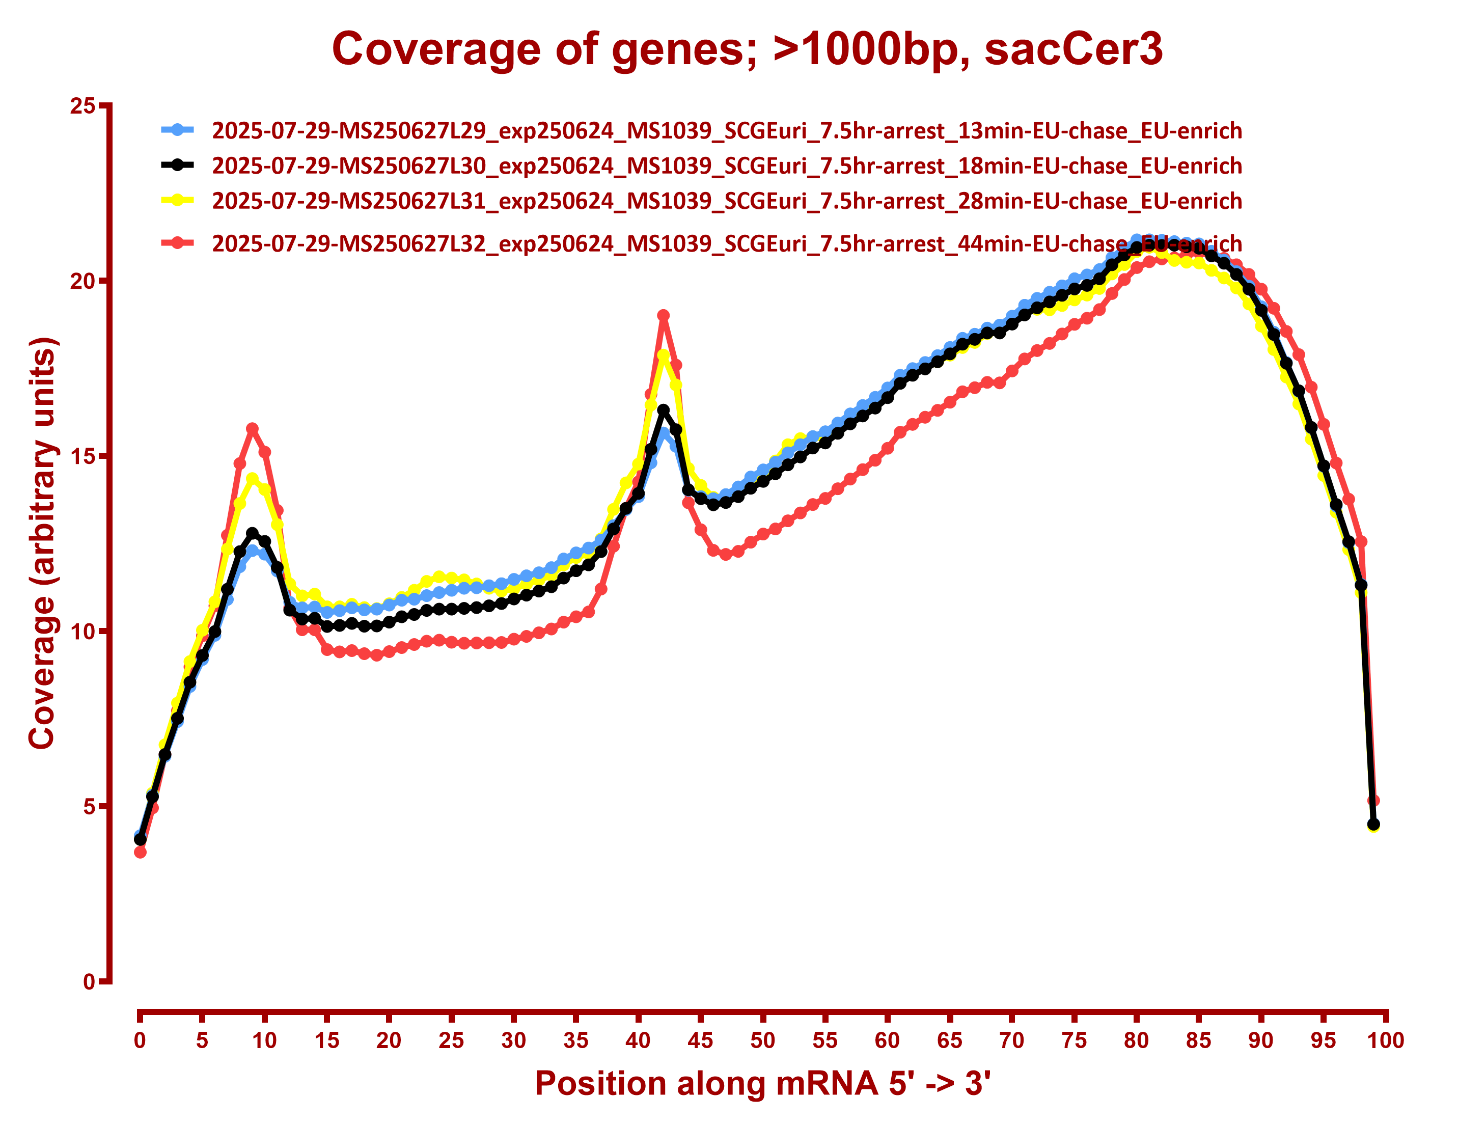 Coverage of genes; >1000bp, sacCer3
2025-07-29-MS250627L29_exp250624_MS1039_SCGEuri_7.5hr-arrest_13min-EU-chase_EU-enrich
2025-07-29-MS250627L30_exp250624_MS1039_SCGEuri_7.5hr-arrest_18min-EU-chase_EU-enrich
2025-07-29-MS250627L31_exp250624_MS1039_SCGEuri_7.5hr-arrest_28min-EU-chase_EU-enrich
2025-07-29-MS250627L32_exp250624_MS1039_SCGEuri_7.5hr-arrest_44min-EU-chase_EU-enrich
Coverage (arbitrary units)
25
20
15
10
5
0
0 5 10 15 20 25 30 35 40 45 50 55 60 65 70 75 80 85 90 95 100
Position along mRNA 5' -> 3'